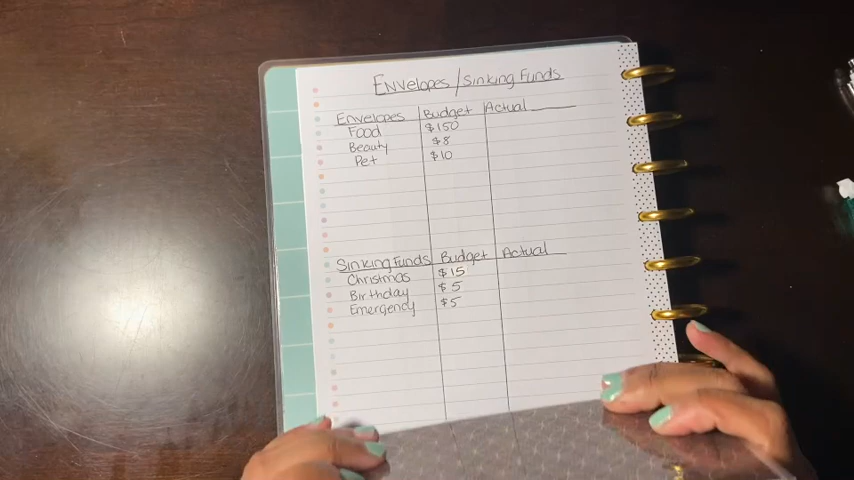 Envelopes/Sinking Funds
Envelopes Budget Actual
Food $150
Beauty $8
Pet $10
Sinking Funds Budget Actual
Christmas $15
Birthday $5
Emergency $5